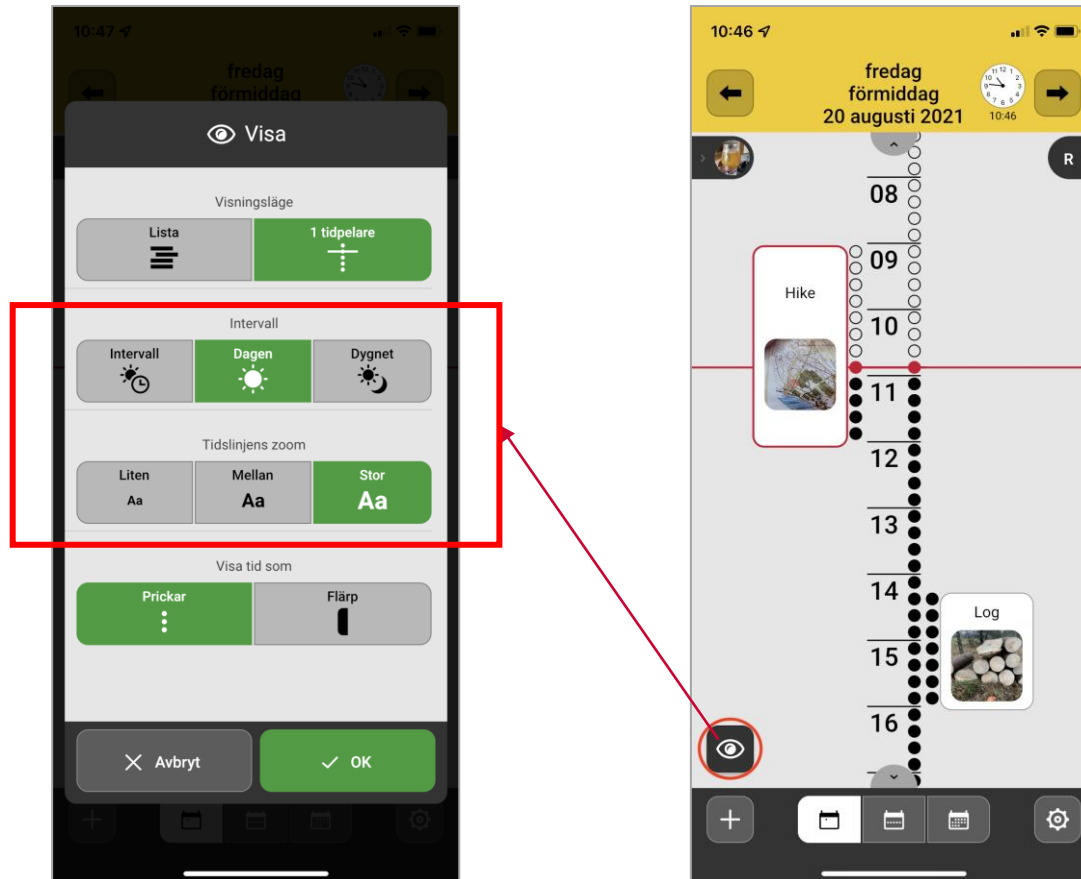 10:47
fredag
förmiddag
Visa
Visningsläge
Lista
1 tidpelare
Intervall
Intervall
Dagen
Dygnet
Tidslinjens zoom
Liten
Mellan
Stor
Aa
Aa
Aa
Visa tid som
Prickar
Flärp
Avbryt
OK
10:46
fredag
förmiddag
20 augusti 2021
10:46
R
08
09
Hike
10
11
12
13
14
Log
15
16